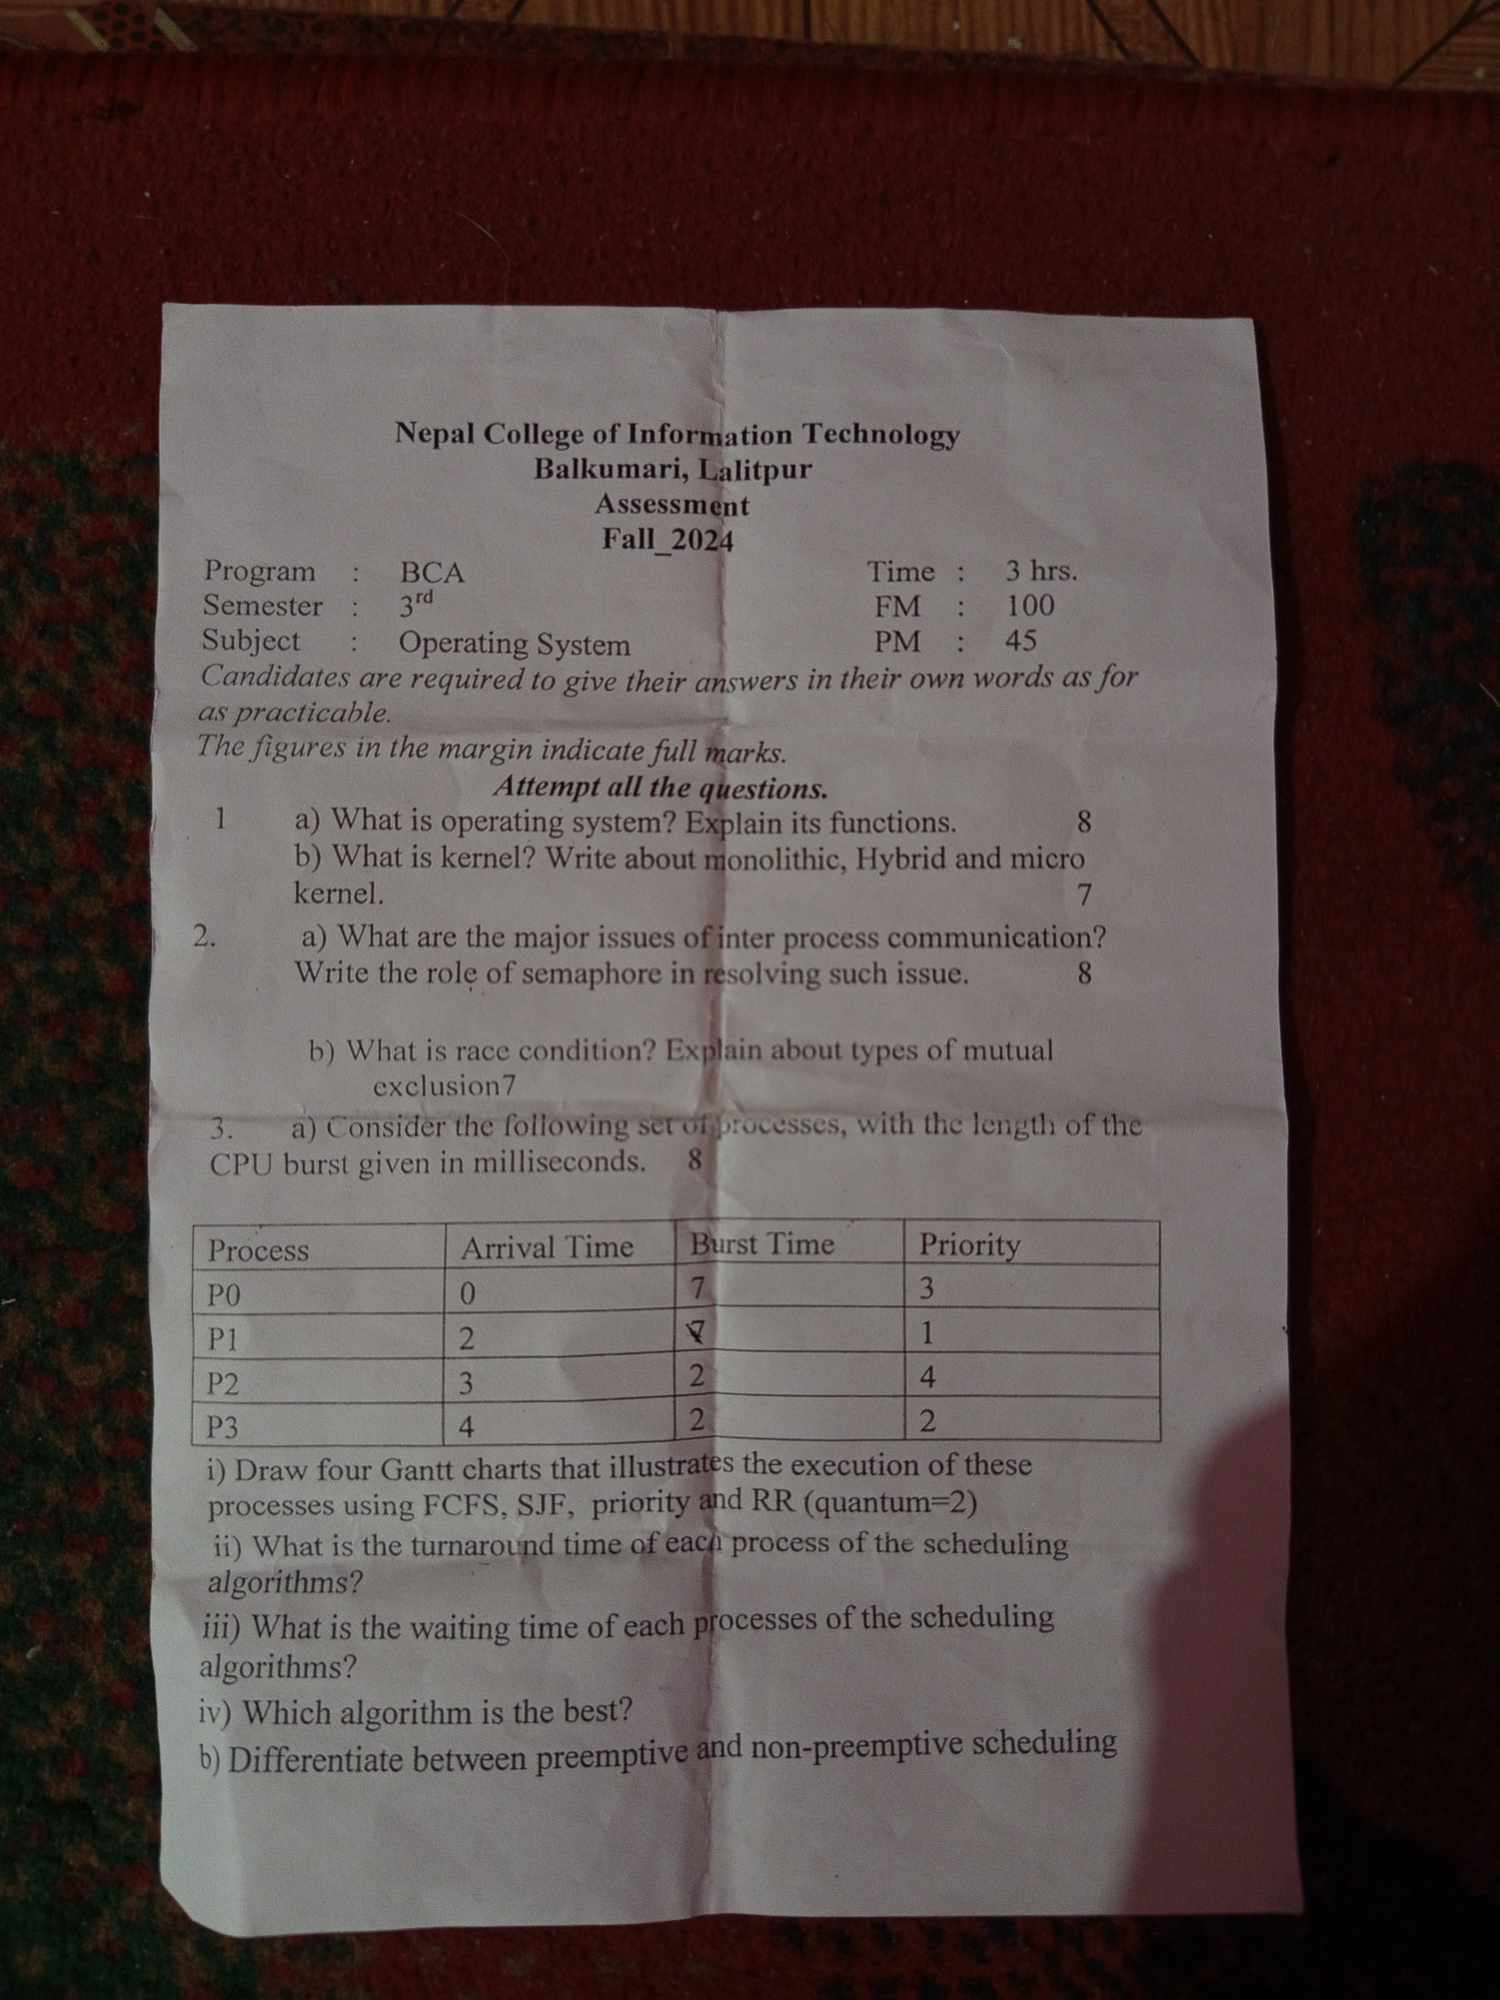 Nepal College of Information Technology
Balkumari, Lalitpur
Assessment
Fall_2024
Program : BCA Time : 3 hrs.
Semester : 3rd FM : 100
Subject : Operating System PM : 45
Candidates are required to give their answers in their own words as for
as practicable.
The figures in the margin indicate full marks.
Attempt all the questions.
1 a) What is operating system? Explain its functions. 8
b) What is kernel? Write about monolithic, Hybrid and micro
kernel. 7
2. a) What are the major issues of inter process communication?
Write the role of semaphore in resolving such issue. 8
b) What is race condition? Explain about types of mutual
exclusion7
3. a) Consider the following set of processes, with the length of the
CPU burst given in milliseconds. 8
Process Arrival Time Burst Time Priority
P0 0 7 3
P1 2 1
P2 3 2 4
P3 4 2 2
i) Draw four Gantt charts that illustrates the execution of these
processes using FCFS, SJF, priority and RR (quantum=2)
ii) What is the turnaround time of each process of the scheduling
algorithms?
iii) What is the waiting time of each processes of the scheduling
algorithms?
iv) Which algorithm is the best?
b) Differentiate between preemptive and non-preemptive scheduling